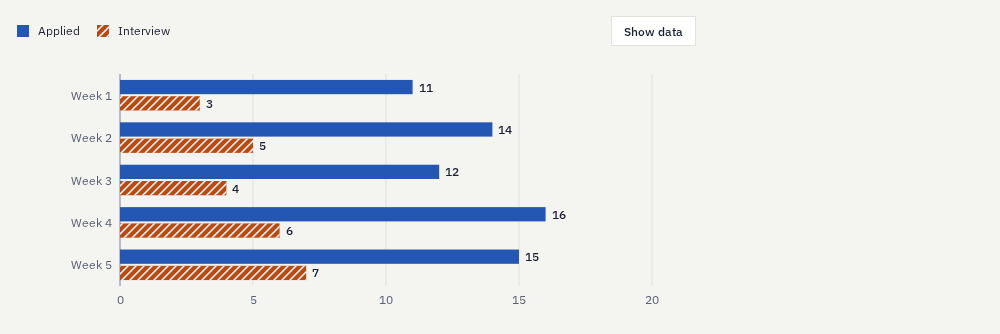 Applied Interview Show data
Week 1 11
3
Week 2 14
5
Week 3 12
4
Week 4 16
6
Week 5 15
7
0 5 10 15 20